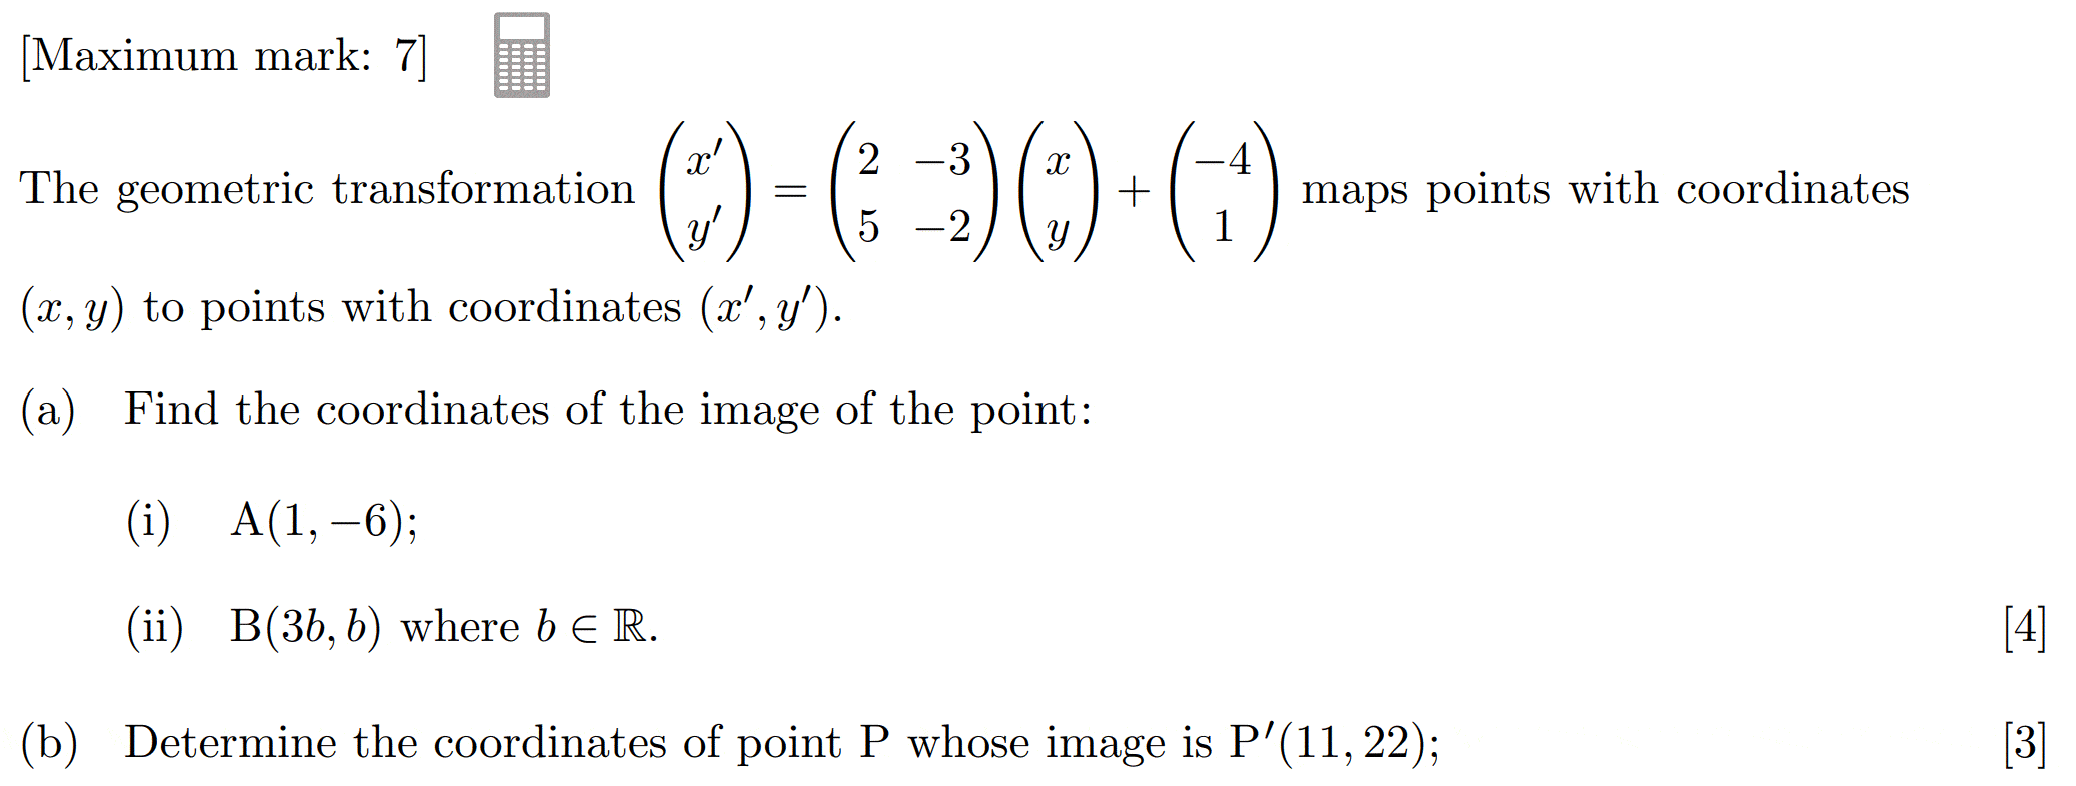 [Maximum mark: 7]
The geometric transformation $\begin{pmatrix} x' \\ y' \end{pmatrix} = \begin{pmatrix} 2 & -3 \\ 5 & -2 \end{pmatrix} \begin{pmatrix} x \\ y \end{pmatrix} + \begin{pmatrix} -4 \\ 1 \end{pmatrix}$ maps points with coordinates
(x, y) to points with coordinates (x′, y′).
(a) Find the coordinates of the image of the point:
(i) A(1, −6);
(ii) B(3b, b) where b ∈ ℝ. [4]
(b) Determine the coordinates of point P whose image is P′(11, 22); [3]